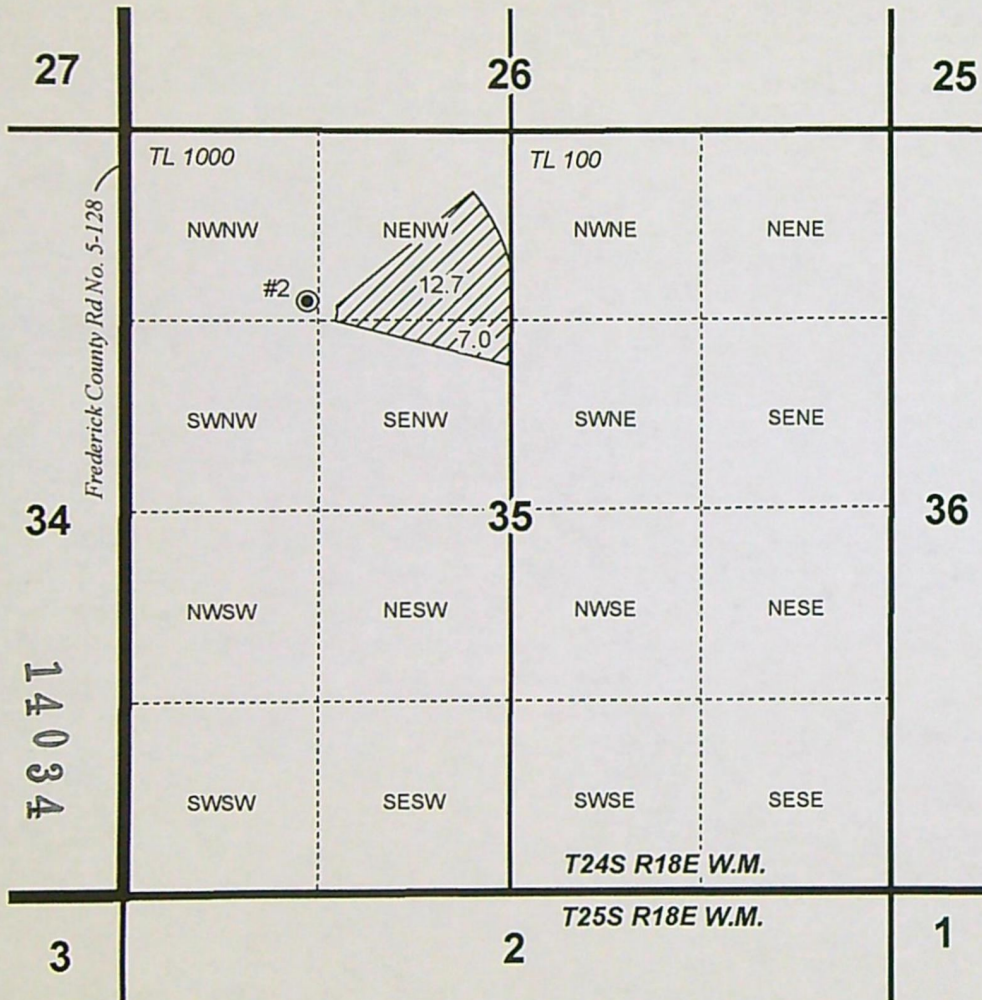 27 26 25
TL 1000 TL 100
Frederick County Rd No. 5-128
NWNW NENW NWNE NENE
#2 12.7
7.0
SWNW SENW SWNE SENE
34 35 36
NWSW NESW NWSE NESE
14034
SWSW SESW SWSE SESE
T24S R18E W.M.
T25S R18E W.M.
3 2 1